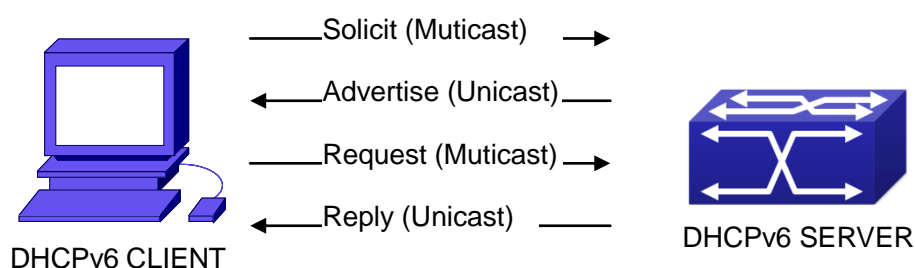 Solicit (Muticast)
Advertise (Unicast)
Request (Muticast)
Reply (Unicast)
DHCPv6 CLIENT
DHCPv6 SERVER